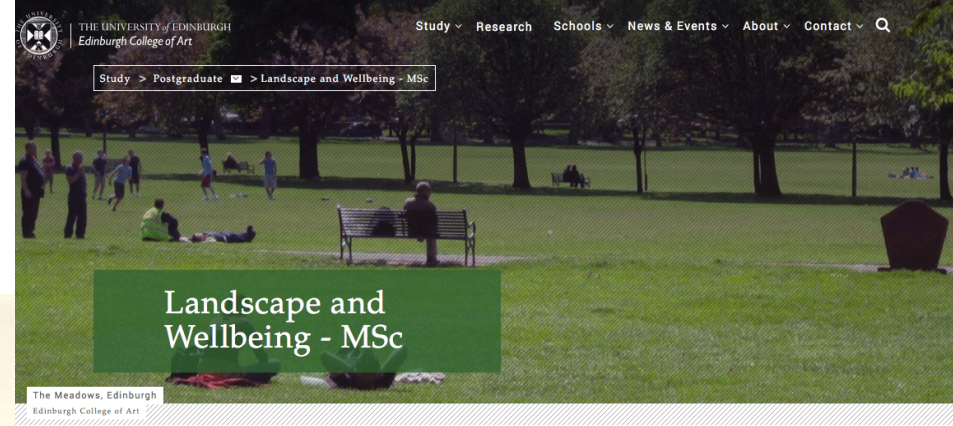 THE UNIVERSITY of EDINBURGH
Edinburgh College of Art
Study Research Schools News & Events About Contact
Study > Postgraduate > Landscape and Wellbeing - MSc
Landscape and
Wellbeing - MSc
The Meadows, Edinburgh
Edinburgh College of Art